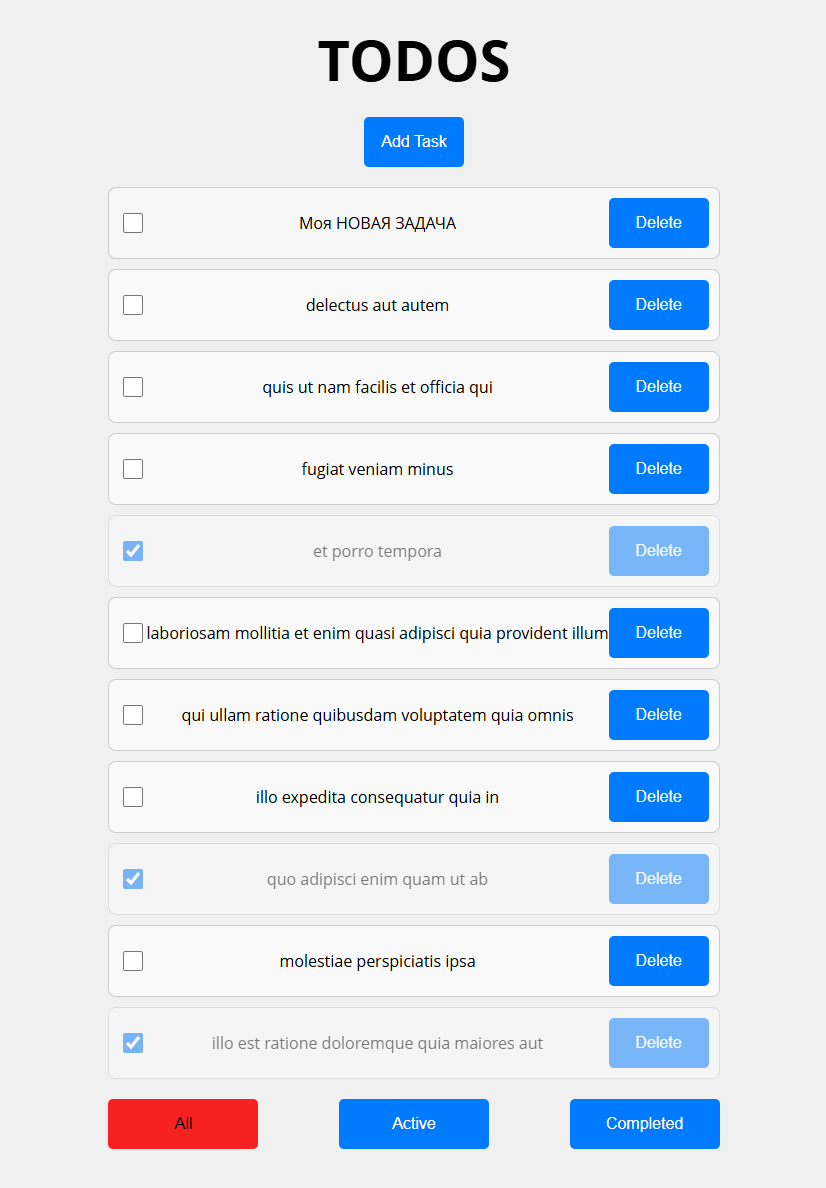 TODOS
Add Task
Моя НОВАЯ ЗАДАЧА Delete
delectus aut autem Delete
quis ut nam facilis et officia qui Delete
fugiat veniam minus Delete
et porro tempora Delete
laboriosam mollitia et enim quasi adipisci quia provident illum Delete
qui ullam ratione quibusdam voluptatem quia omnis Delete
illo expedita consequatur quia in Delete
quo adipisci enim quam ut ab Delete
molestiae perspiciatis ipsa Delete
illo est ratione doloremque quia maiores aut Delete
All Active Completed